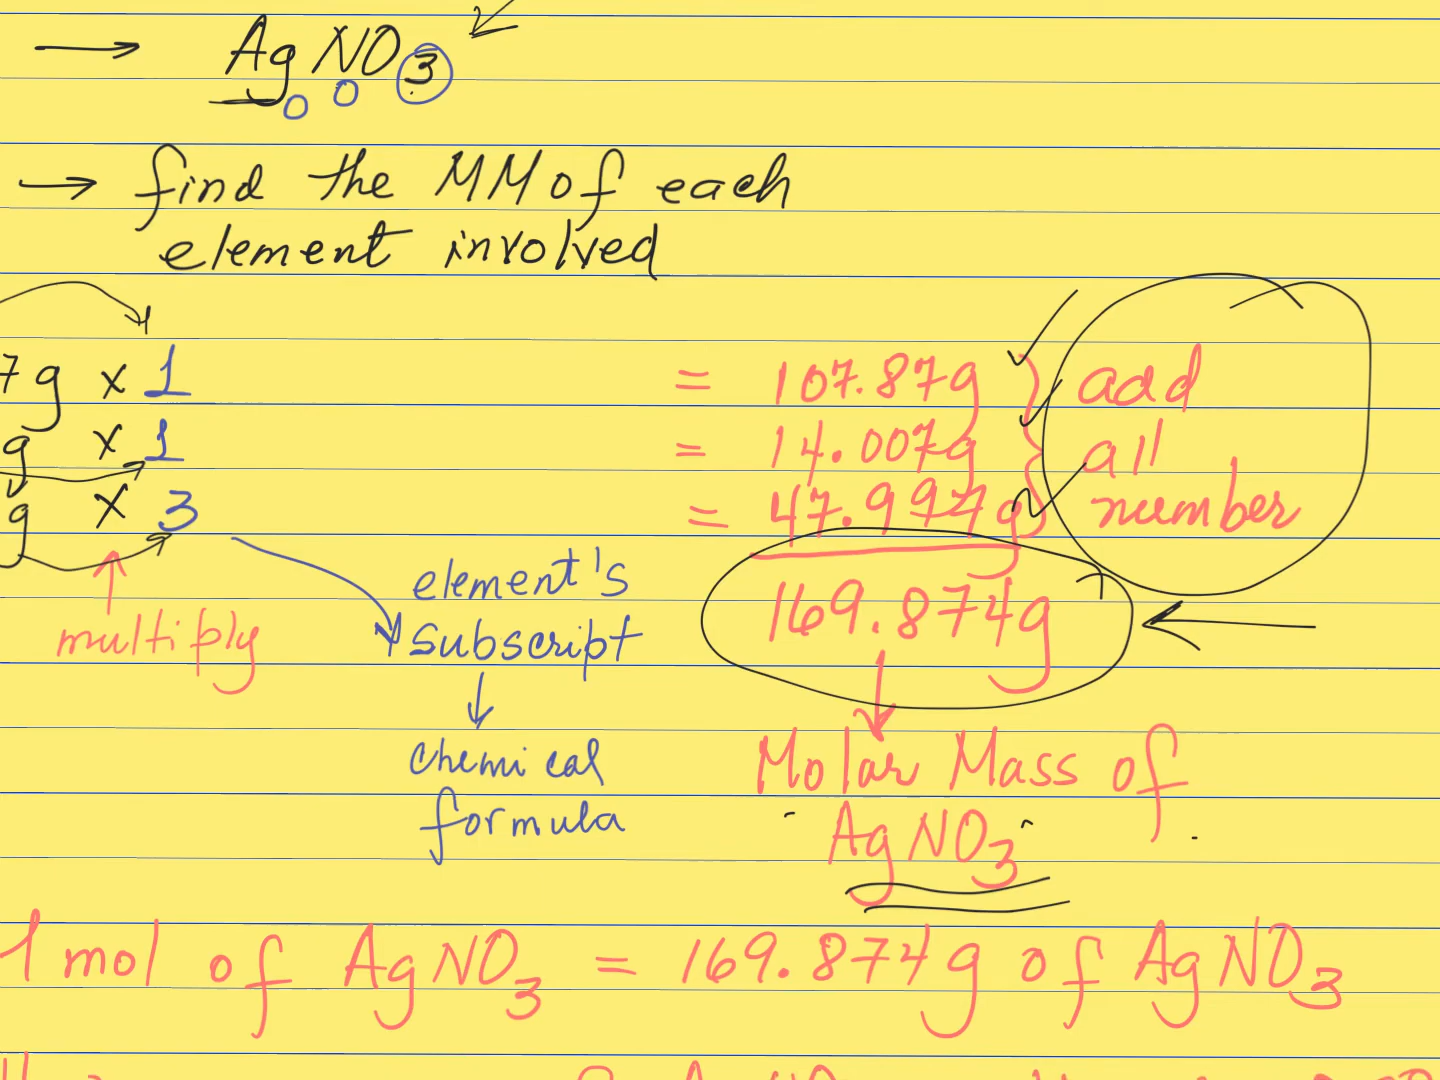 → AgNO3
→ find the MM of each
element involved
7g x 1 = 107.87g } add
g x 1 = 14.007g } all
g x 3 = 47.997g } number
multiply
element's
subscript
↓
chemical
formula
169.874g
↓
Molar Mass of
AgNO3
1 mol of AgNO3 = 169.874g of AgNO3